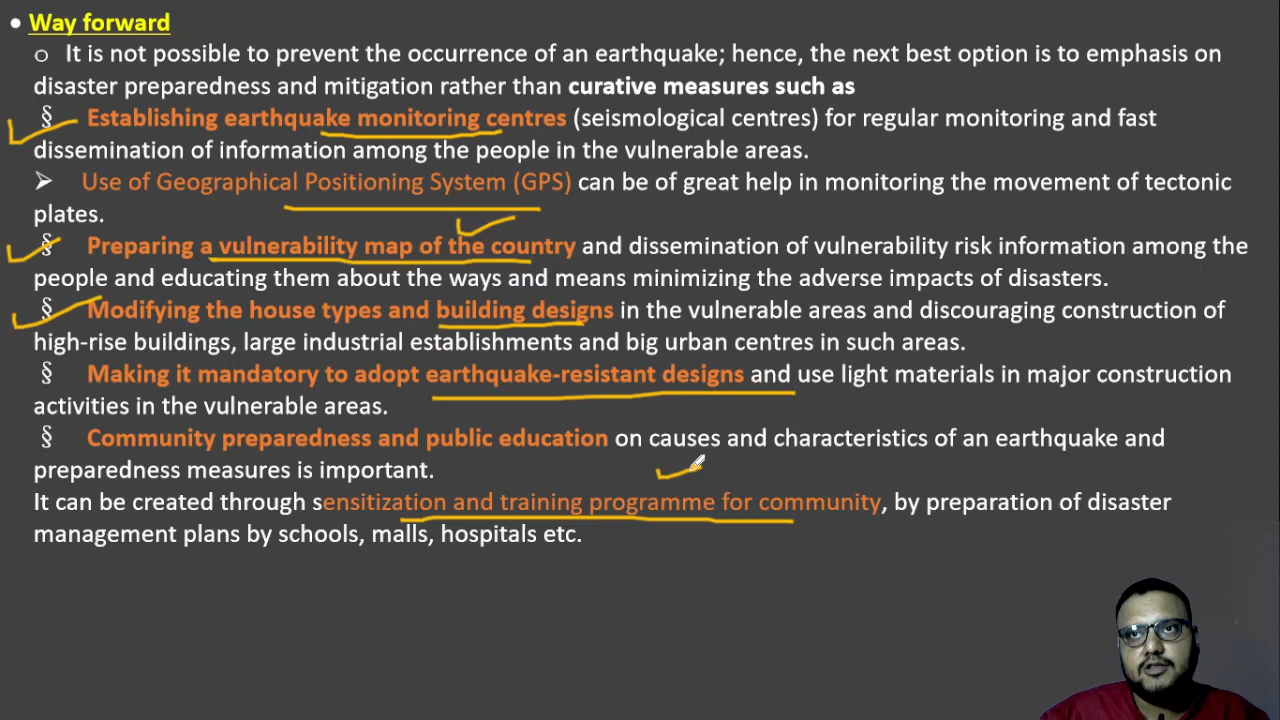 • Way forward
o It is not possible to prevent the occurrence of an earthquake; hence, the next best option is to emphasis on
disaster preparedness and mitigation rather than curative measures such as
§ Establishing earthquake monitoring centres (seismological centres) for regular monitoring and fast
dissemination of information among the people in the vulnerable areas.
➢ Use of Geographical Positioning System (GPS) can be of great help in monitoring the movement of tectonic
plates.
§ Preparing a vulnerability map of the country and dissemination of vulnerability risk information among the
people and educating them about the ways and means minimizing the adverse impacts of disasters.
§ Modifying the house types and building designs in the vulnerable areas and discouraging construction of
high-rise buildings, large industrial establishments and big urban centres in such areas.
§ Making it mandatory to adopt earthquake-resistant designs and use light materials in major construction
activities in the vulnerable areas.
§ Community preparedness and public education on causes and characteristics of an earthquake and
preparedness measures is important.
It can be created through sensitization and training programme for community, by preparation of disaster
management plans by schools, malls, hospitals etc.